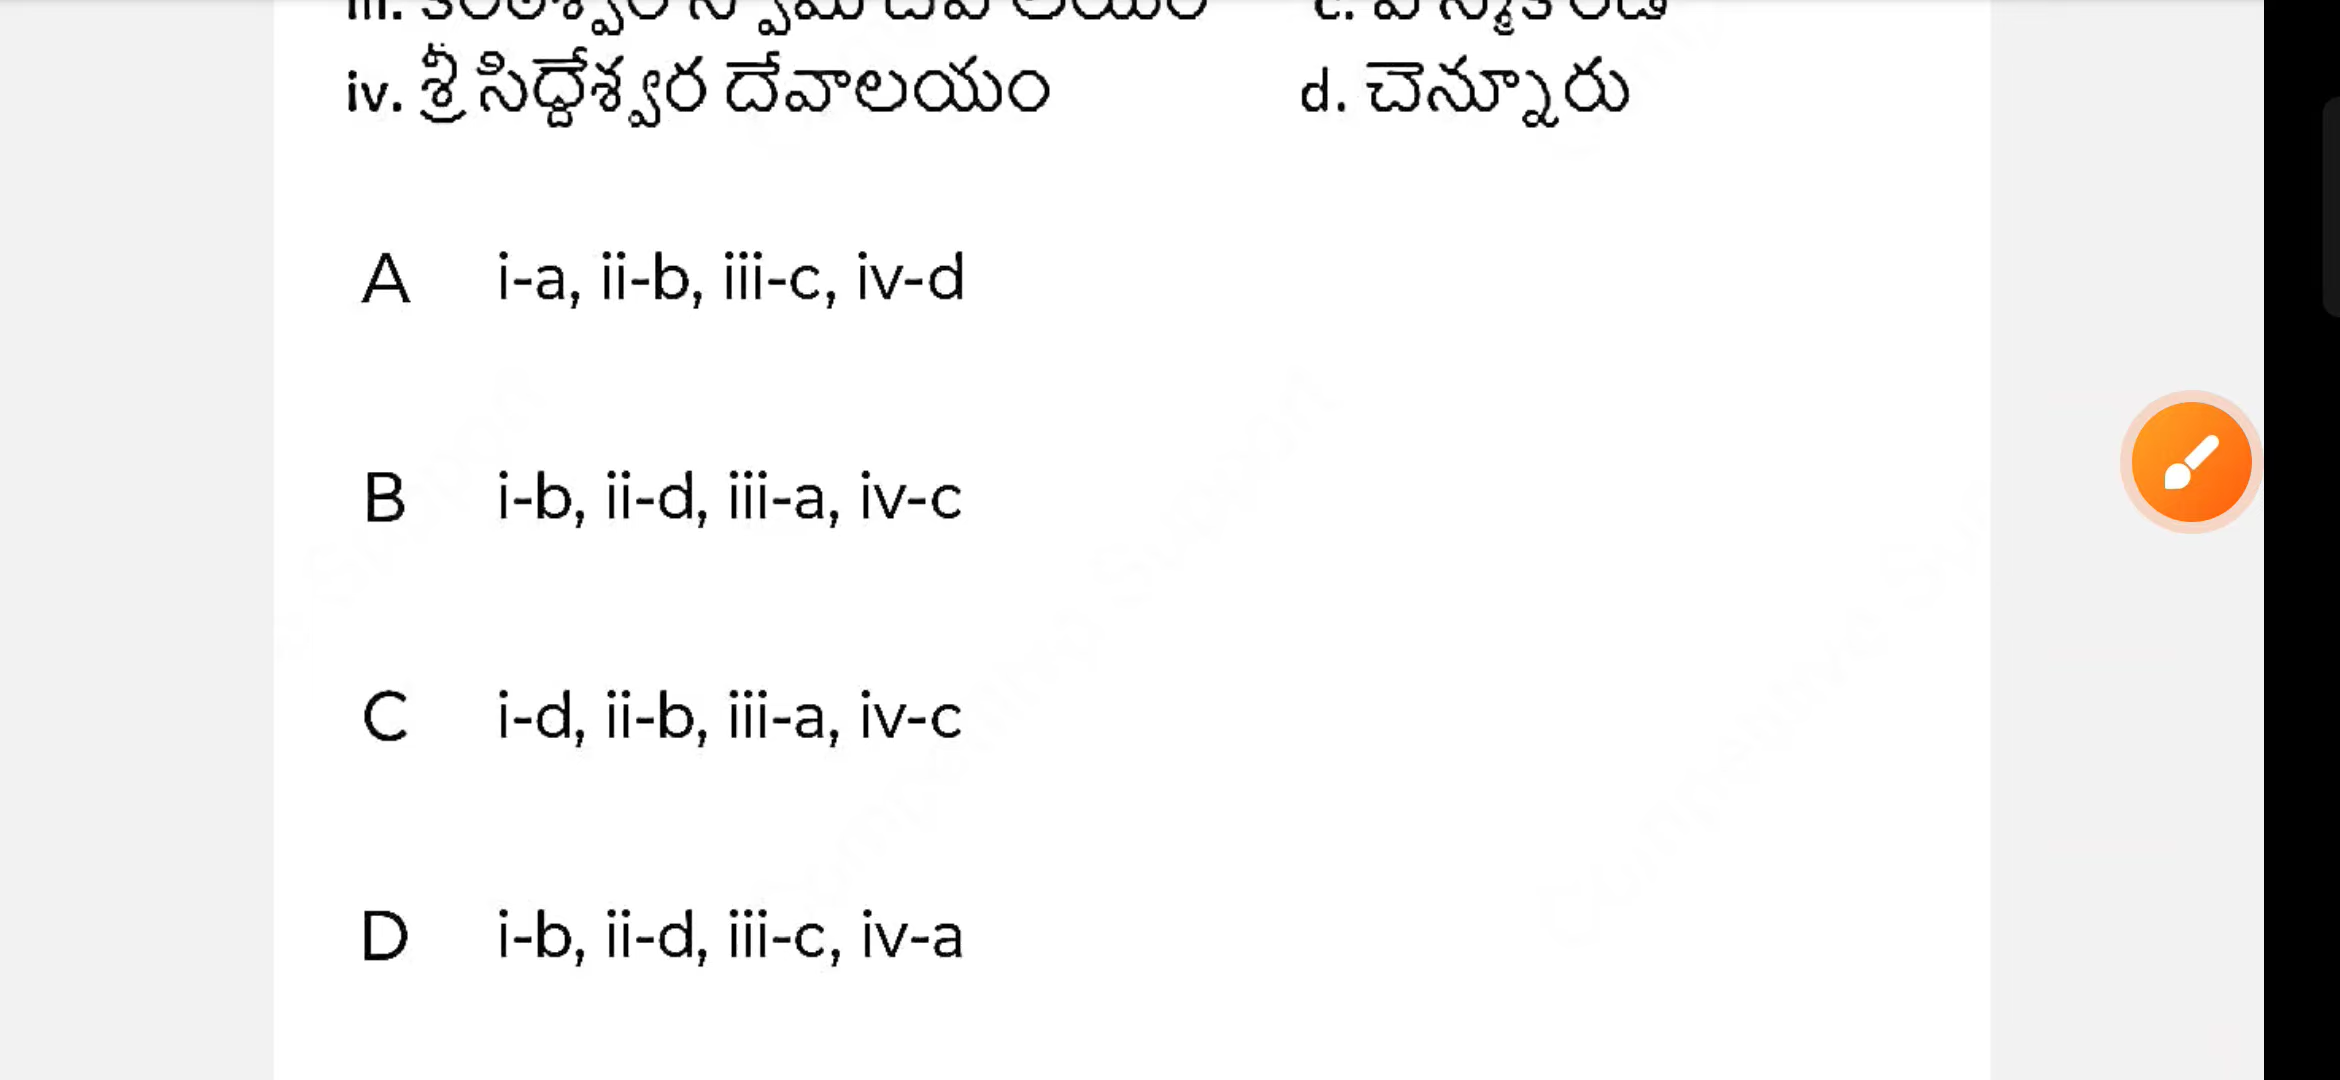 iv. శ్రీ సిద్ధేశ్వర దేవాలయం d. చెన్నూరు
A i-a, ii-b, iii-c, iv-d
B i-b, ii-d, iii-a, iv-c
C i-d, ii-b, iii-a, iv-c
D i-b, ii-d, iii-c, iv-a